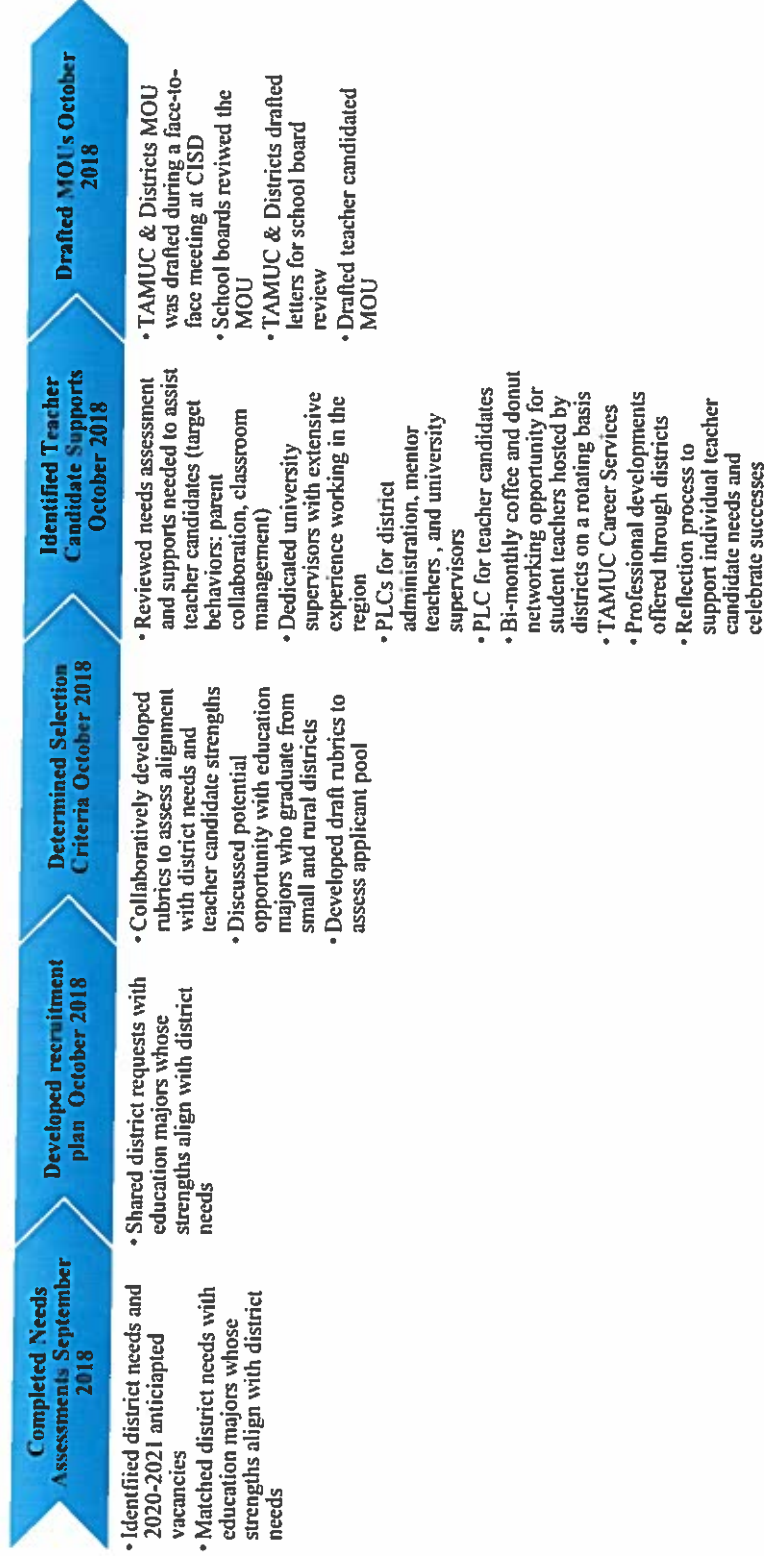 Completed Needs
Assessments September
2018
• Identfiied district needs and
2020-2021 anticiapted
vacancies
• Matched district needs with
education majors whose
strengths align with district
needs
Developed recruitment
plan October 2018
• Shared district requests with
education majors whose
strengths align with district
needs
Determined Selection
Criteria October 2018
• Collaboratively developed
rubrics to assess alignment
with district needs and
teacher candidate strengths
• Discussed potential
opportunity with education
majors who graduate from
small and rural districts
• Developed draft rubrics to
assess applicant pool
Identified Teacher
Candidate Supports
October 2018
• Reviewed needs assessment
and supports needed to assist
teacher candidates (target
behaviors: parent
collaboration, classroom
management)
• Dedicated university
supervisors with extensive
experience working in the
region
• PLCs for district
administration, mentor
teachers , and university
supervisors
• PLC for teacher candidates
• Bi-monthly coffee and donut
networking opportunity for
student teachers hosted by
districts on a rotating basis
• TAMUC Career Services
• Professional developments
offered through districts
• Reflection process to
support individual teacher
candidate needs and
celebrate successes
Drafted MOUs October
2018
• TAMUC & Districts MOU
was drafted during a face-to-
face meeting at CISD
• School boards reviwed the
MOU
• TAMUC & Districts drafted
letters for school board
review
• Drafted teacher candidated
MOU